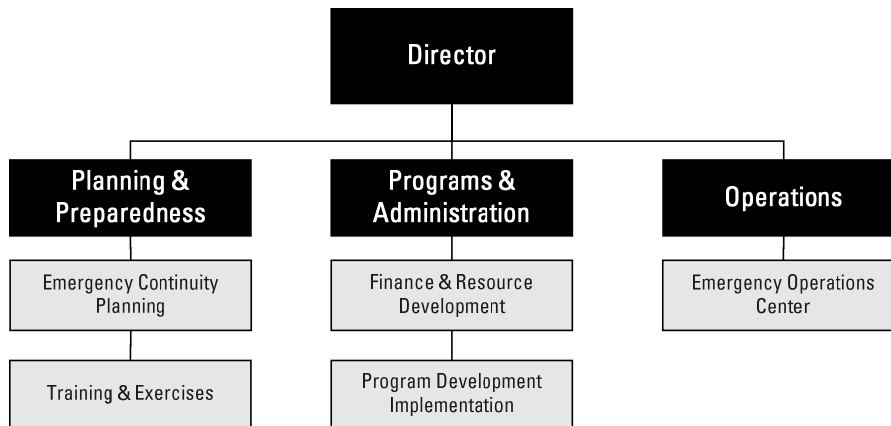 Director
Planning &
Preparedness
Programs &
Administration
Operations
Emergency Continuity
Planning
Finance & Resource
Development
Emergency Operations
Center
Training & Exercises
Program Development
Implementation